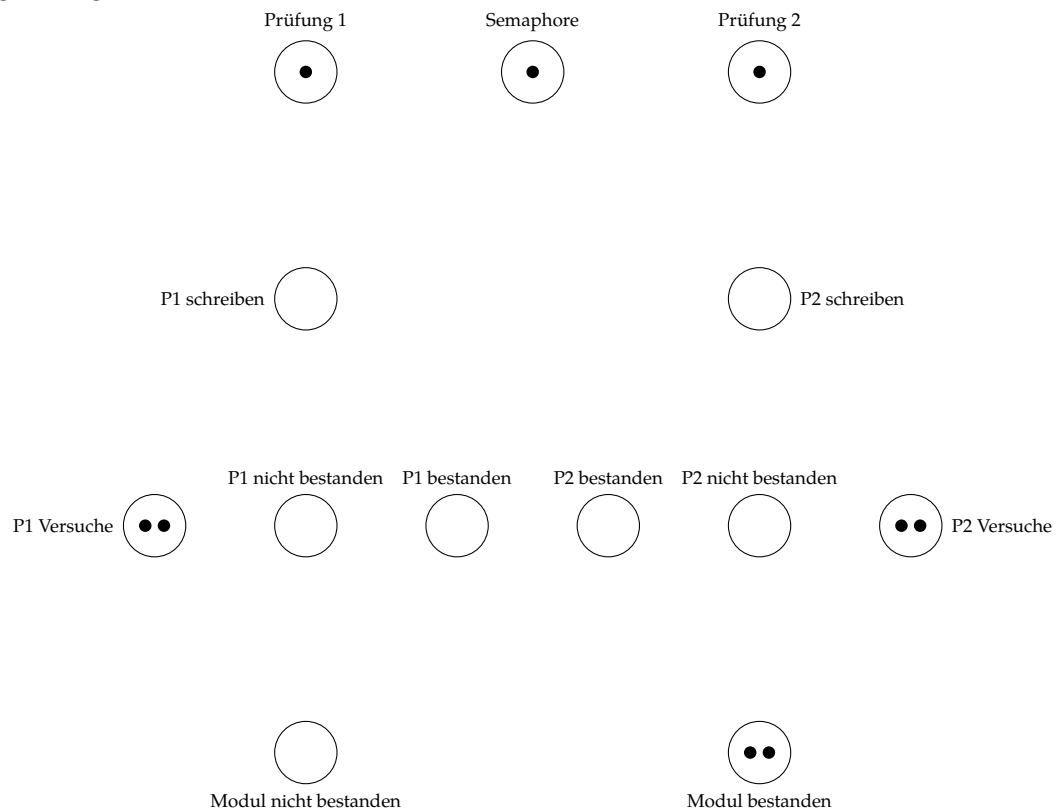 Prüfung 1
Semaphore
Prüfung 2
P1 schreiben
P2 schreiben
P1 nicht bestanden
P1 bestanden
P2 bestanden
P2 nicht bestanden
P1 Versuche
P2 Versuche
Modul nicht bestanden
Modul bestanden